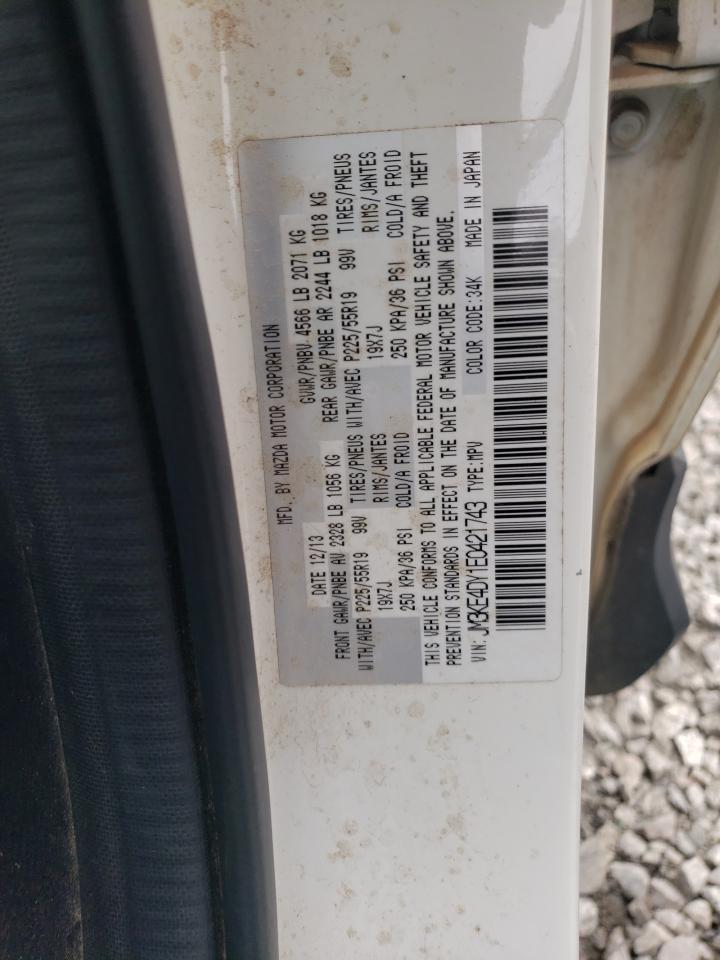 MFD. BY MAZDA MOTOR CORPORATION
DATE 12/13 GVWR/PNBV 4566 LB 2071 KG
FRONT GAWR/PNBE AV 2328 LB 1056 KG REAR GAWR/PNBE AR 2244 LB 1018 KG
WITH/AVEC P225/55R19 99V TIRES/PNEUS WITH/AVEC P225/55R19 99V TIRES/PNEUS
19X7J RIMS/JANTES 19X7J RIMS/JANTES
250 KPA/36 PSI COLD/A FROID 250 KPA/36 PSI COLD/A FROID
THIS VEHICLE CONFORMS TO ALL APPLICABLE FEDERAL MOTOR VEHICLE SAFETY AND THEFT
PREVENTION STANDARDS IN EFFECT ON THE DATE OF MANUFACTURE SHOWN ABOVE.
VIN: JM3KE4DY1E0421743 TYPE:MPV COLOR CODE:34K MADE IN JAPAN